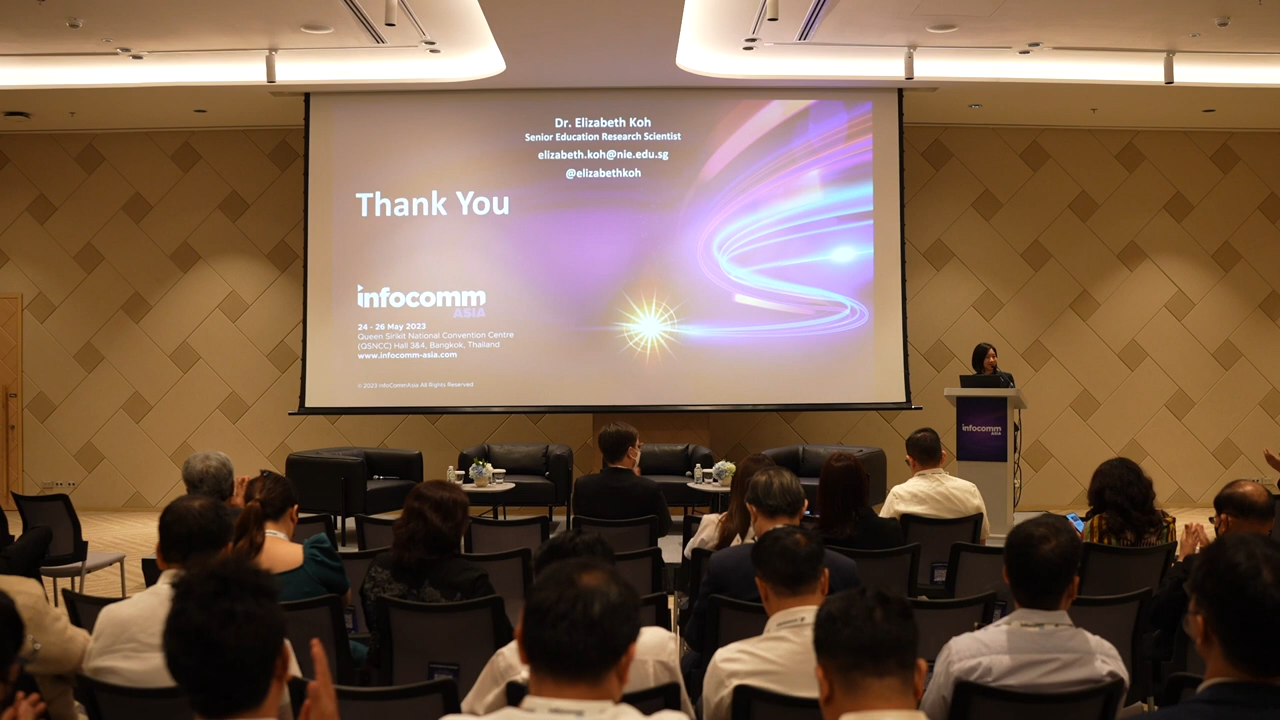 Dr. Elizabeth Koh
Senior Education Research Scientist
elizabeth.koh@nie.edu.sg
@elizabethkoh
Thank You
infocomm
ASIA
24 - 26 May 2023
Queen Sirikit National Convention Centre
(QSNCC) Hall 3&4, Bangkok, Thailand
www.infocomm-asia.com
© 2023 InfoCommAsia All Rights Reserved
infocomm
ASIA